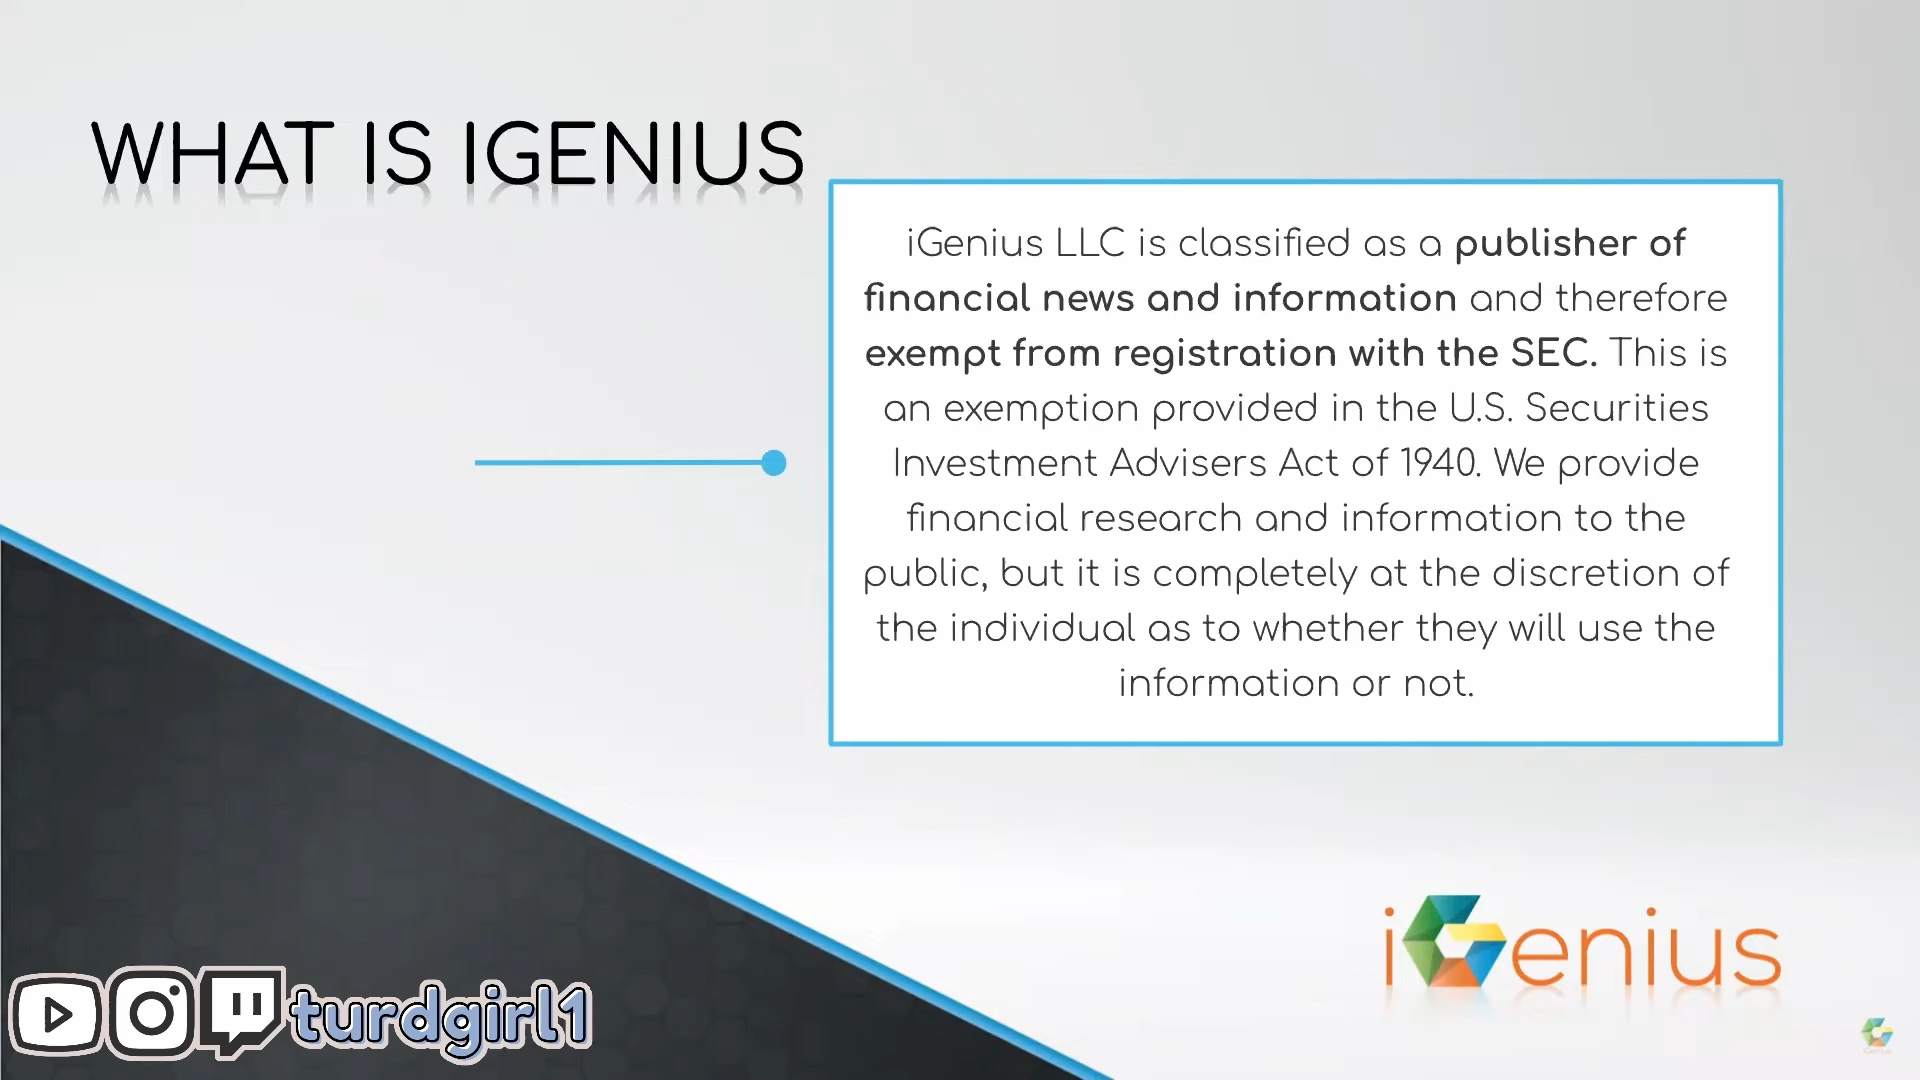 WHAT IS IGENIUS
iGenius LLC is classified as a publisher of
financial news and information and therefore
exempt from registration with the SEC. This is
an exemption provided in the U.S. Securities
Investment Advisers Act of 1940. We provide
financial research and information to the
public, but it is completely at the discretion of
the individual as to whether they will use the
information or not.
iGenius
turdgirl1
iGenius